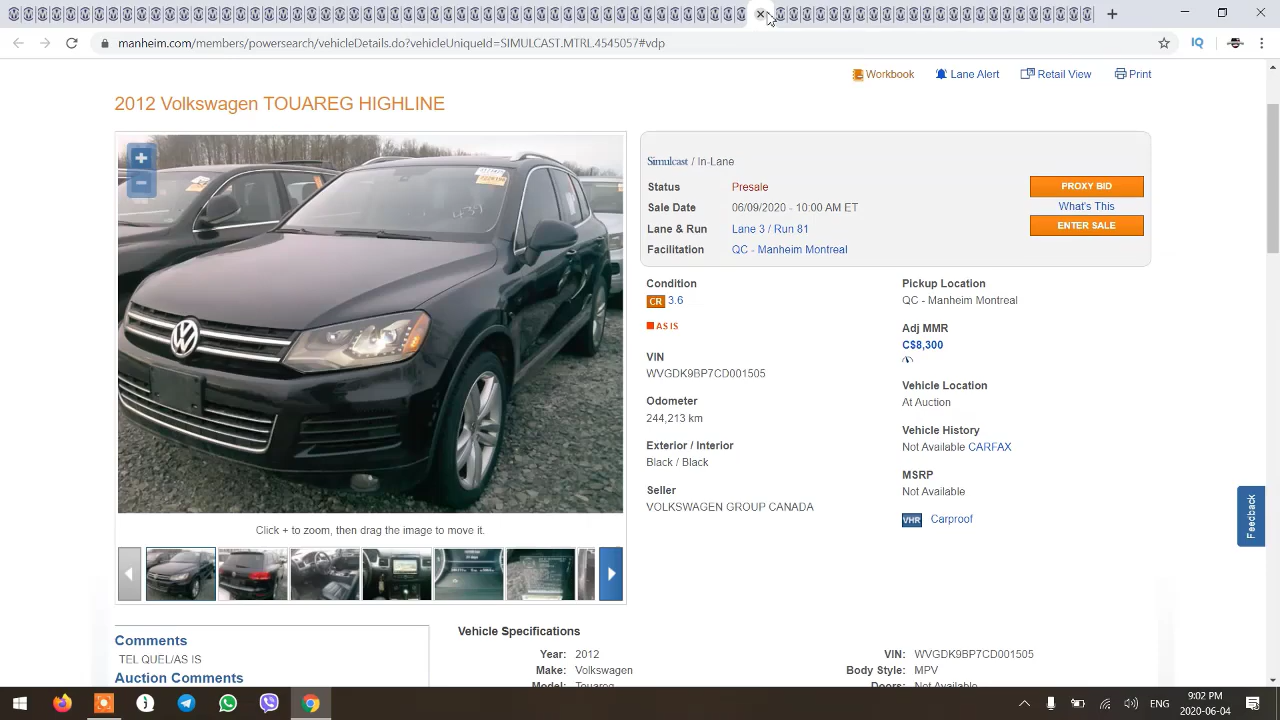 manheim.com/members/powersearch/vehicleDetails.do?vehicleUniqueId=SIMULCAST.MTRL.4545057#vdp
Workbook Lane Alert Retail View Print
2012 Volkswagen TOUAREG HIGHLINE
Simulcast / In-Lane
Status Presale
PROXY BID
Sale Date 06/09/2020 - 10:00 AM ET
What's This
Lane & Run Lane 3 / Run 81
ENTER SALE
Facilitation QC - Manheim Montreal
Condition
CR 3.6
AS IS
VIN
WVGDK9BP7CD001505
Odometer
244,213 km
Exterior / Interior
Black / Black
Seller
VOLKSWAGEN GROUP CANADA
Pickup Location
QC - Manheim Montreal
Adj MMR
C$8,300
Vehicle Location
At Auction
Vehicle History
Not Available CARFAX
MSRP
Not Available
VHR Carproof
Feedback
Click + to zoom, then drag the image to move it.
Comments
TEL QUEL/AS IS
Auction Comments
Vehicle Specifications
Year: 2012
Make: Volkswagen
Model: Touareg
VIN: WVGDK9BP7CD001505
Body Style: MPV
Doors: Not Available
ENG
9:02 PM
2020-06-04